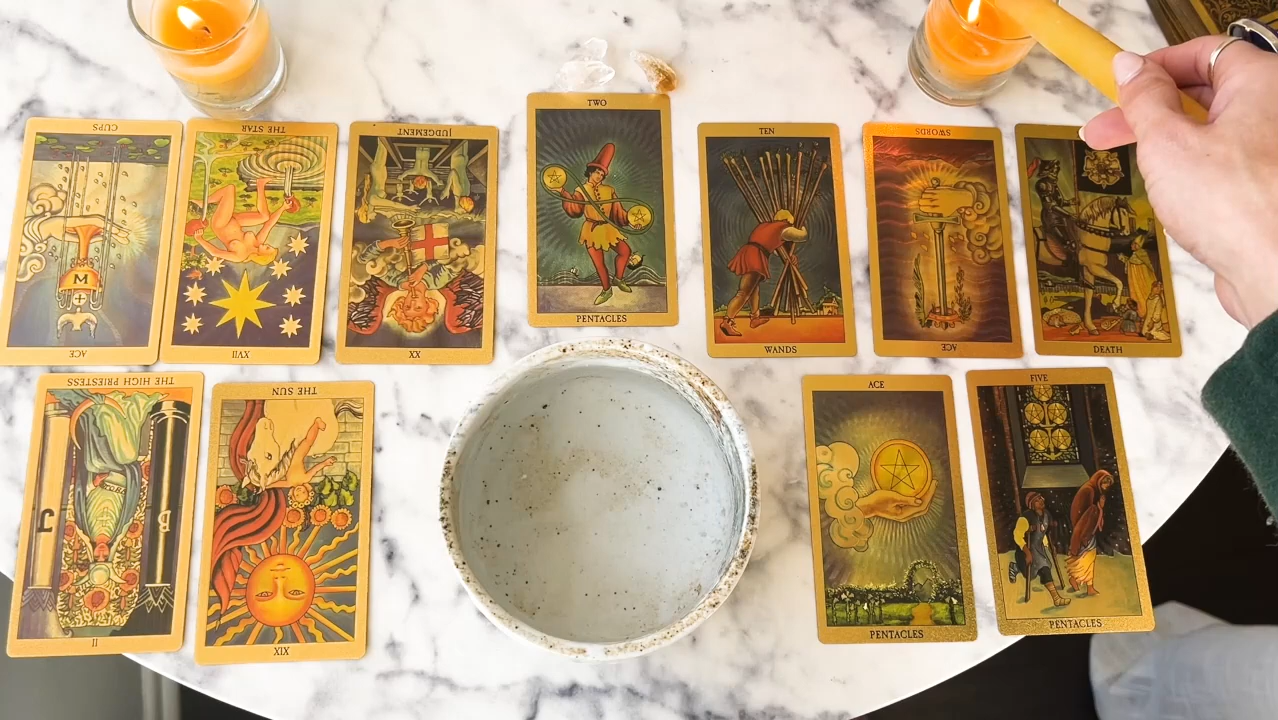 CUPS
ACE
THE STAR
XVII
JUDGEMENT
XX
TWO
PENTACLES
TEN
WANDS
SWORDS
ACE
DEATH
THE HIGH PRIESTESS
B
J
II
THE SUN
XIX
ACE
PENTACLES
FIVE
PENTACLES
M